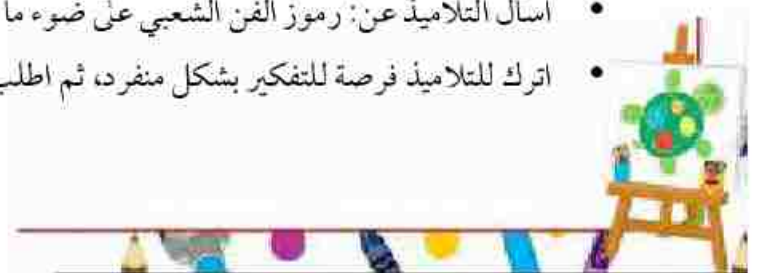 • اسأل التلاميذ عن: رموز الفن الشعبي على ضوء ما
• اترك للتلاميذ فرصة للتفكير بشكل منفرد، ثم اطلب